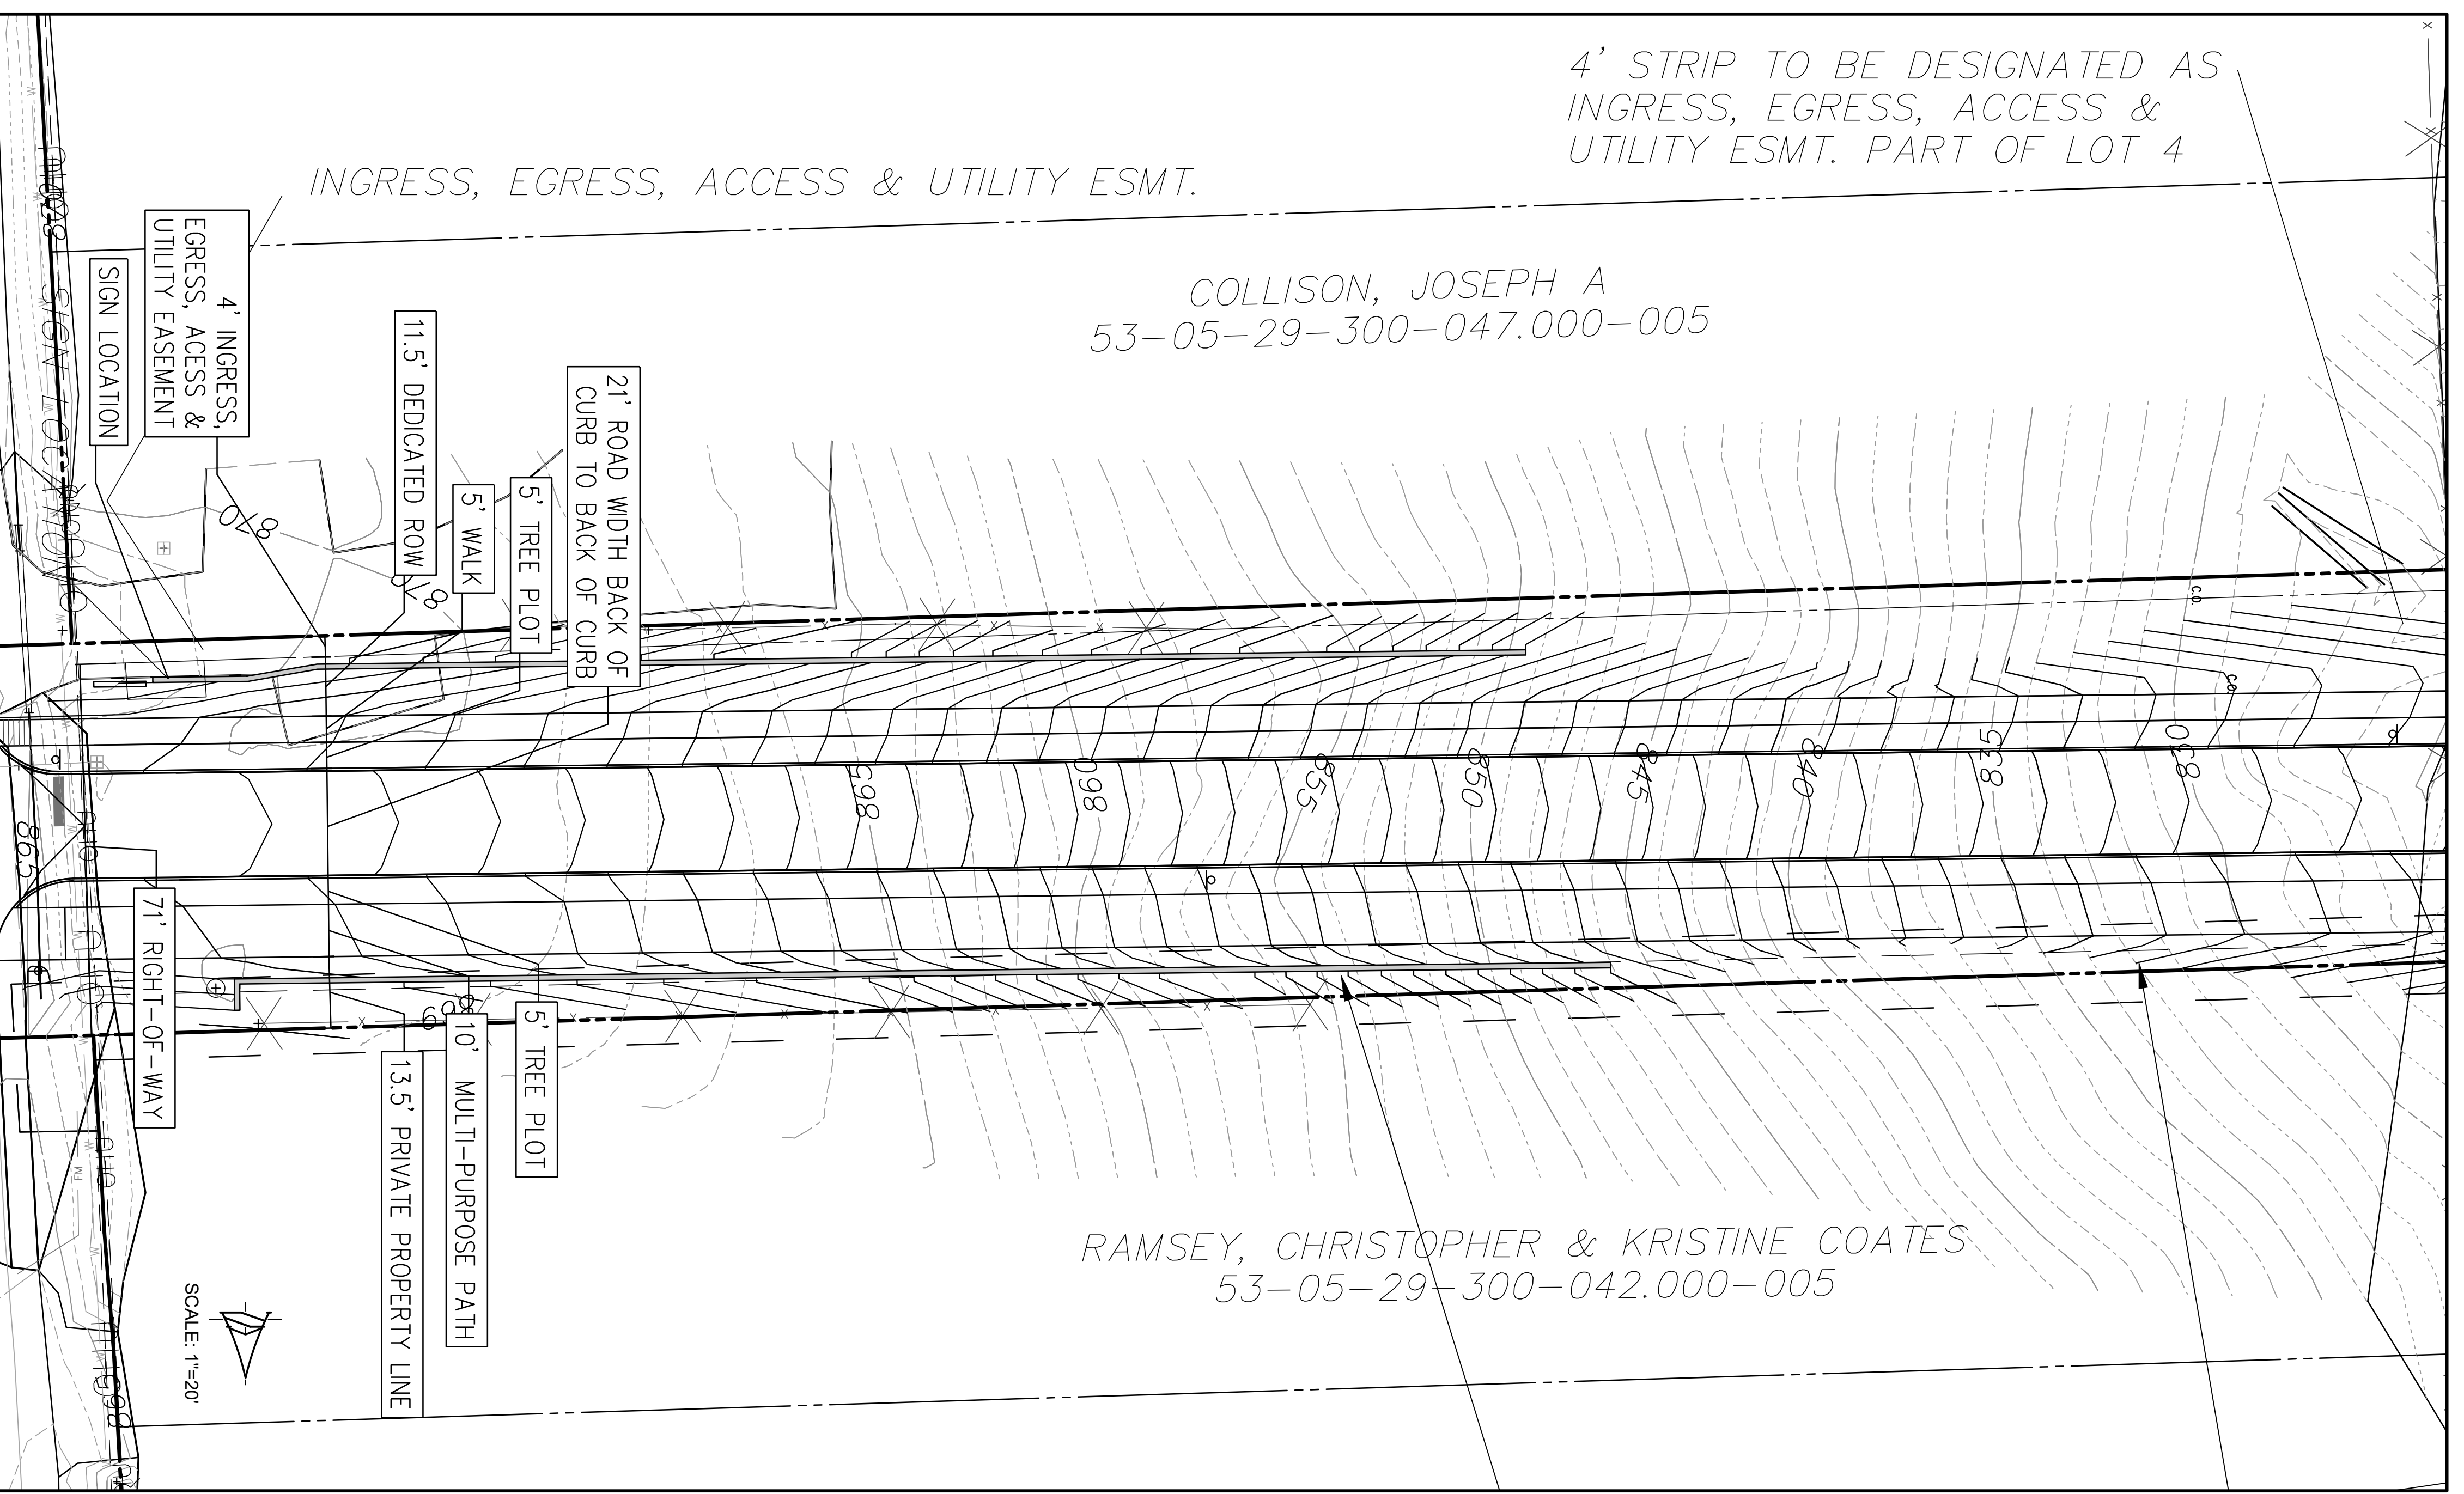 4' STRIP TO BE DESIGNATED AS
INGRESS, EGRESS, ACCESS &
UTILITY ESMT. PART OF LOT 4
INGRESS, EGRESS, ACCESS & UTILITY ESMT.
COLLISON, JOSEPH A
53-05-29-300-047.000-005
4' INGRESS,
EGRESS, ACESS &
UTILITY EASEMENT
SIGN LOCATION
11.5' DEDICATED ROW
5' WALK
5' TREE PLOT
21' ROAD WIDTH BACK OF
CURB TO BACK OF CURB
870
870
C.O.
C.O.
865
860
855
850
845
840
835
830
865
71' RIGHT-OF-WAY
13.5' PRIVATE PROPERTY LINE
10' MULTI-PURPOSE PATH
5' TREE PLOT
RAMSEY, CHRISTOPHER & KRISTINE COATES
53-05-29-300-042.000-005
SCALE: 1"=20'
865